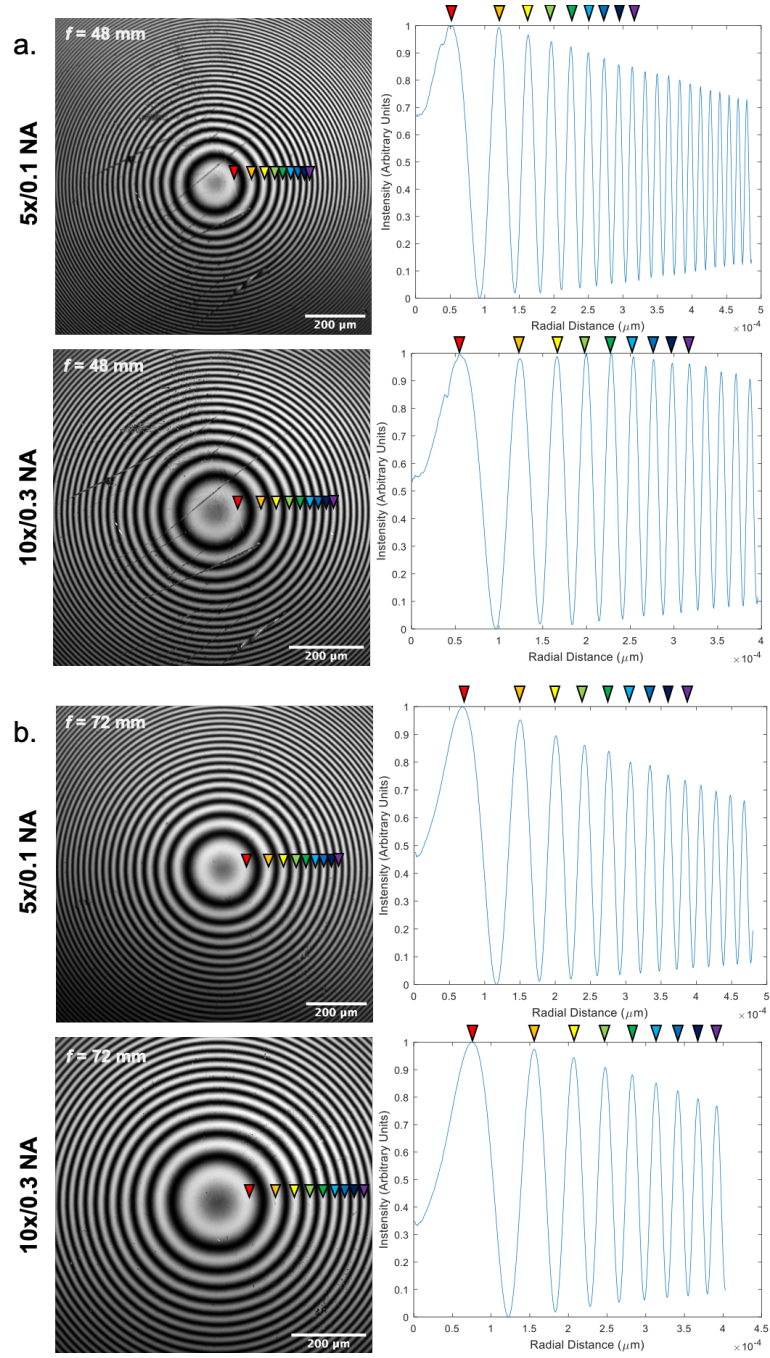 a.
5x/0.1 NA
f = 48 mm
200 µm
Instensity (Arbitrary Units)
1
0.9
0.8
0.7
0.6
0.5
0.4
0.3
0.2
0.1
0
0 0.5 1 1.5 2 2.5 3 3.5 4 4.5 5
Radial Distance (μm)
×10⁻⁴
10x/0.3 NA
f = 48 mm
200 µm
Instensity (Arbitrary Units)
1
0.9
0.8
0.7
0.6
0.5
0.4
0.3
0.2
0.1
0
0 0.5 1 1.5 2 2.5 3 3.5 4
Radial Distance (μm)
×10⁻⁴
b.
5x/0.1 NA
f = 72 mm
200 µm
Instensity (Arbitrary Units)
1
0.9
0.8
0.7
0.6
0.5
0.4
0.3
0.2
0.1
0
0 0.5 1 1.5 2 2.5 3 3.5 4 4.5 5
Radial Distance (μm)
×10⁻⁴
10x/0.3 NA
f = 72 mm
200 µm
Instensity (Arbitrary Units)
1
0.9
0.8
0.7
0.6
0.5
0.4
0.3
0.2
0.1
0
0 0.5 1 1.5 2 2.5 3 3.5 4 4.5
Radial Distance (μm)
×10⁻⁴